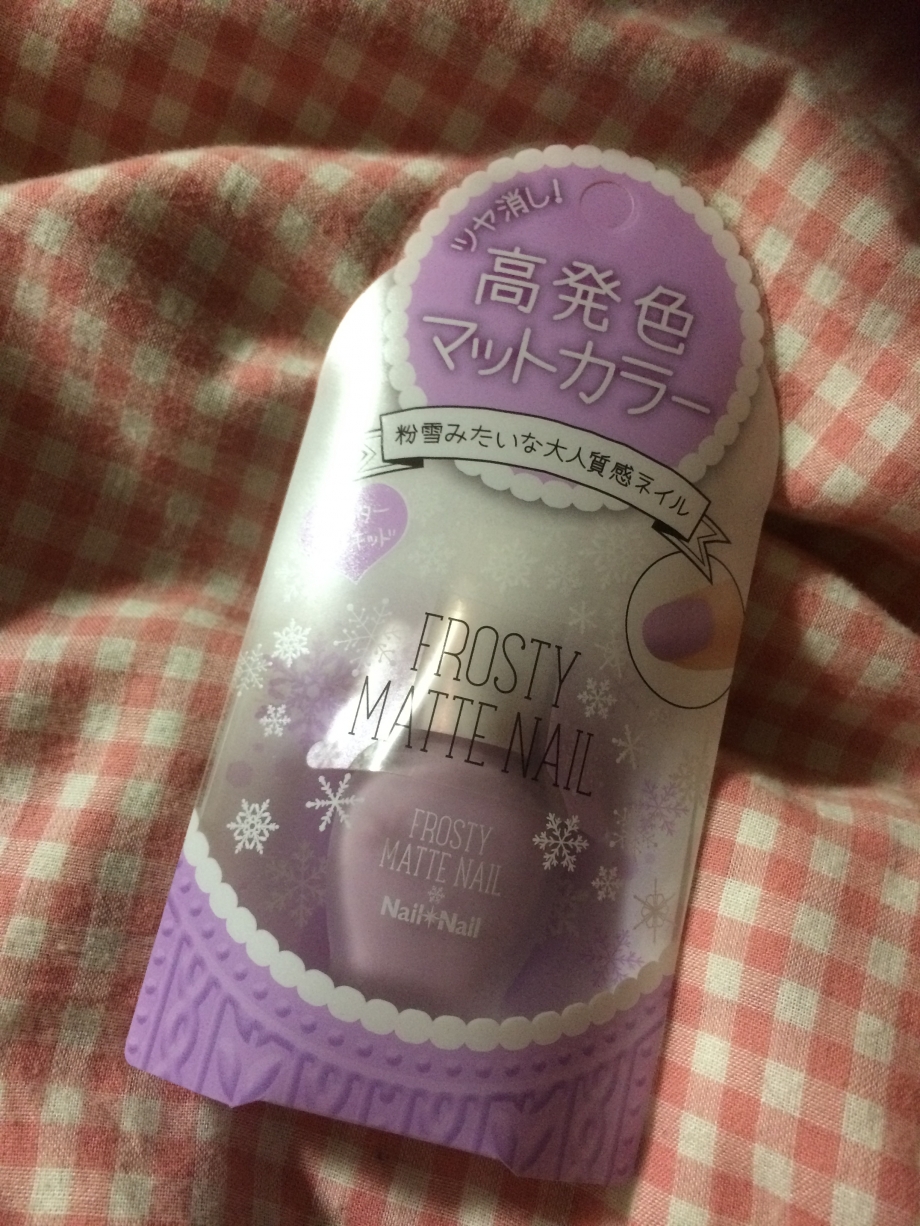 ツヤ消し!
高発色
マットカラー
粉雪みたいな大人質感ネイル
FROSTY
MATTE NAIL
FROSTY
MATTE NAIL
Nail Nail